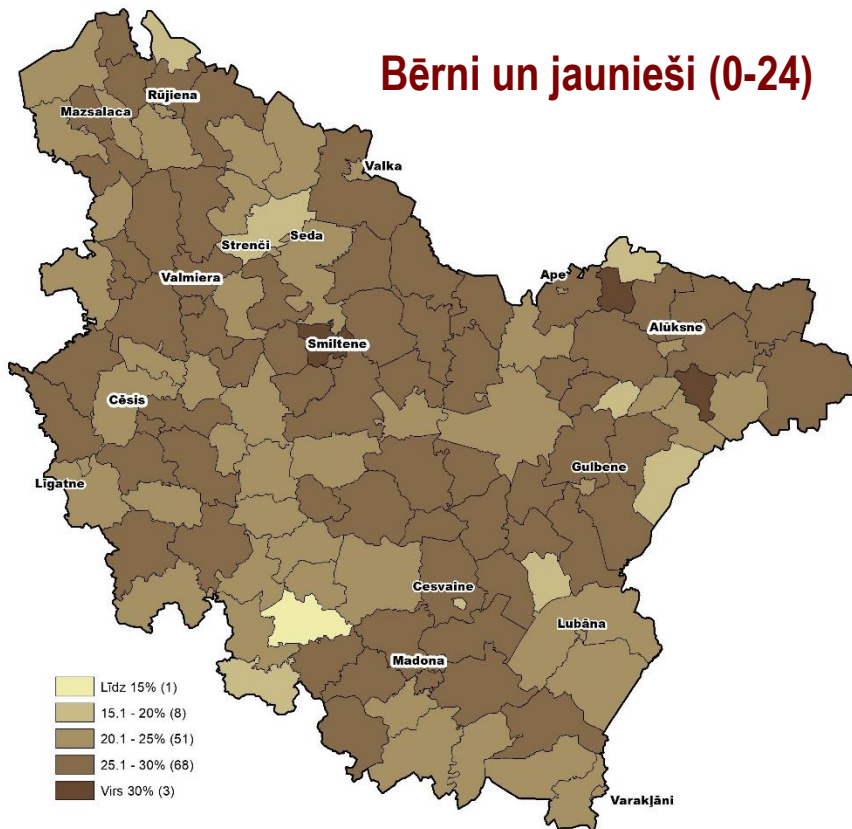 Bērni un jaunieši (0-24)
Rūjiena
Mazsalaca
Valka
Seda
Strenči
Valmiera
Ape
Alūksne
Smiltene
Cēsis
Gulbene
Līgatne
Cesvaine
Lubāna
Madona
Līdz 15% (1)
15.1 - 20% (8)
20.1 - 25% (51)
25.1 - 30% (68)
Virs 30% (3)
Varakļāni